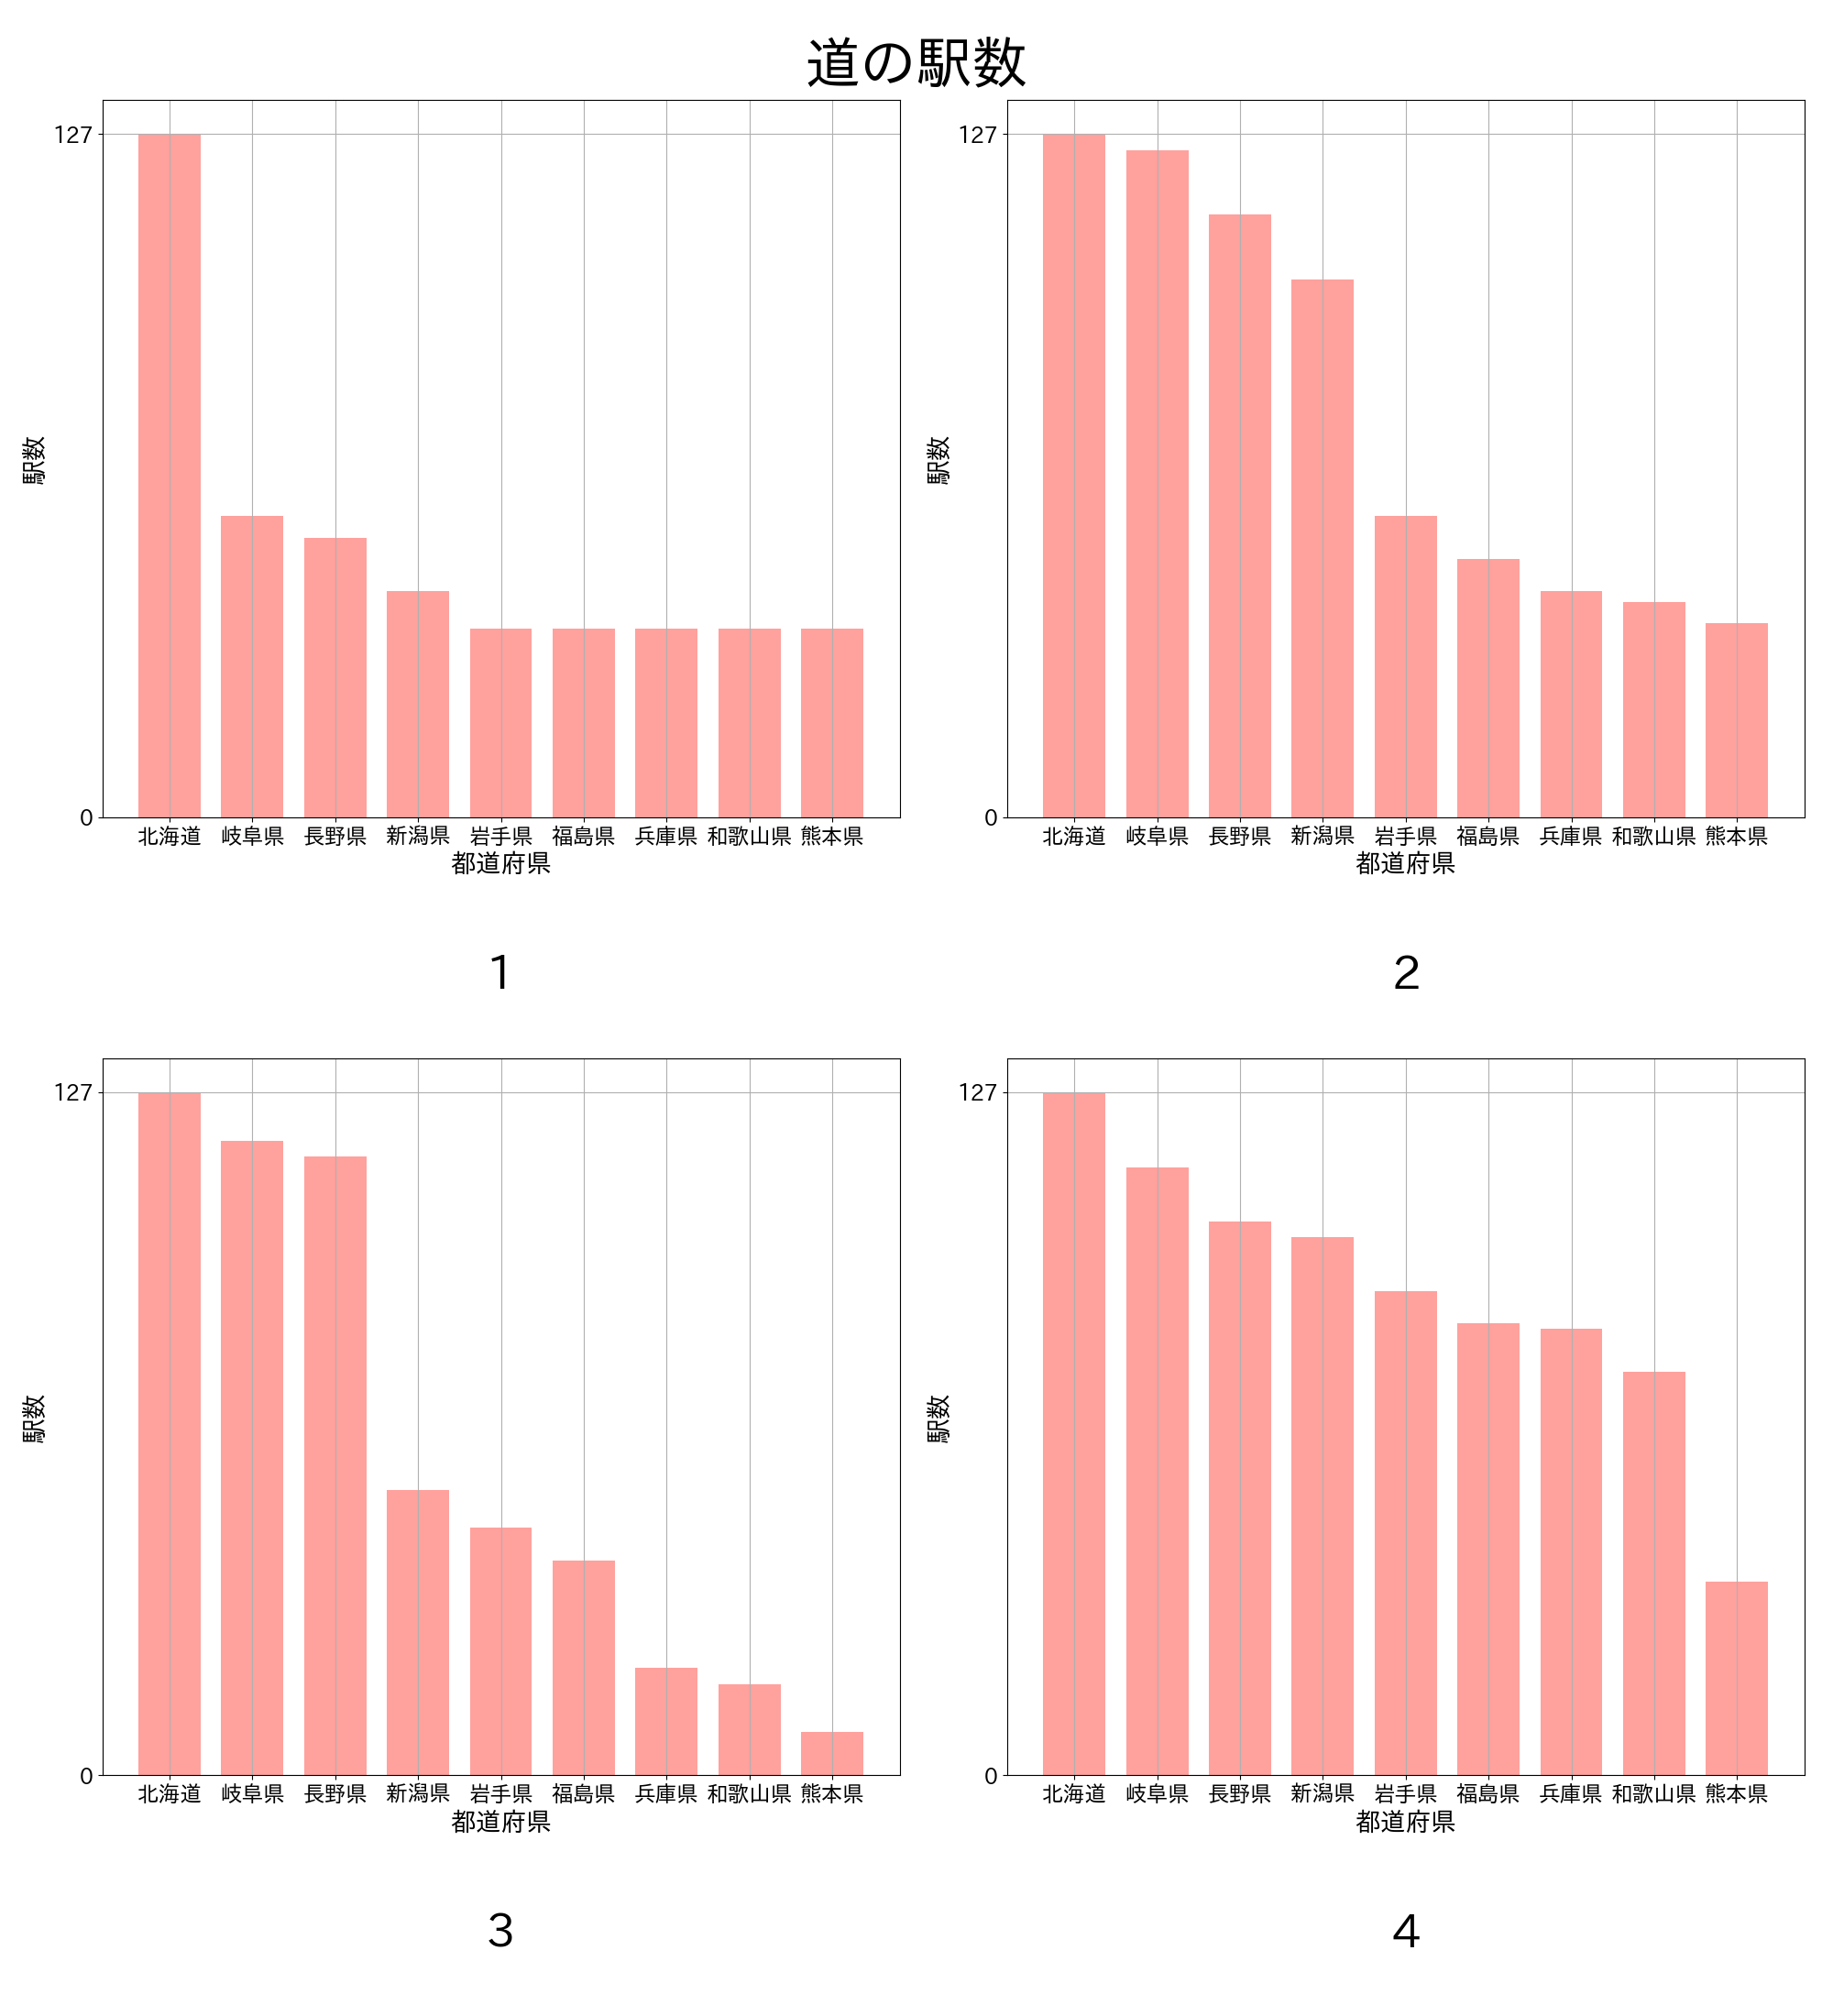 道の駅数
127
0
駅数
北海道 岐阜県 長野県 新潟県 岩手県 福島県 兵庫県 和歌山県 熊本県
都道府県
1
127
0
駅数
北海道 岐阜県 長野県 新潟県 岩手県 福島県 兵庫県 和歌山県 熊本県
都道府県
2
127
0
駅数
北海道 岐阜県 長野県 新潟県 岩手県 福島県 兵庫県 和歌山県 熊本県
都道府県
3
127
0
駅数
北海道 岐阜県 長野県 新潟県 岩手県 福島県 兵庫県 和歌山県 熊本県
都道府県
4